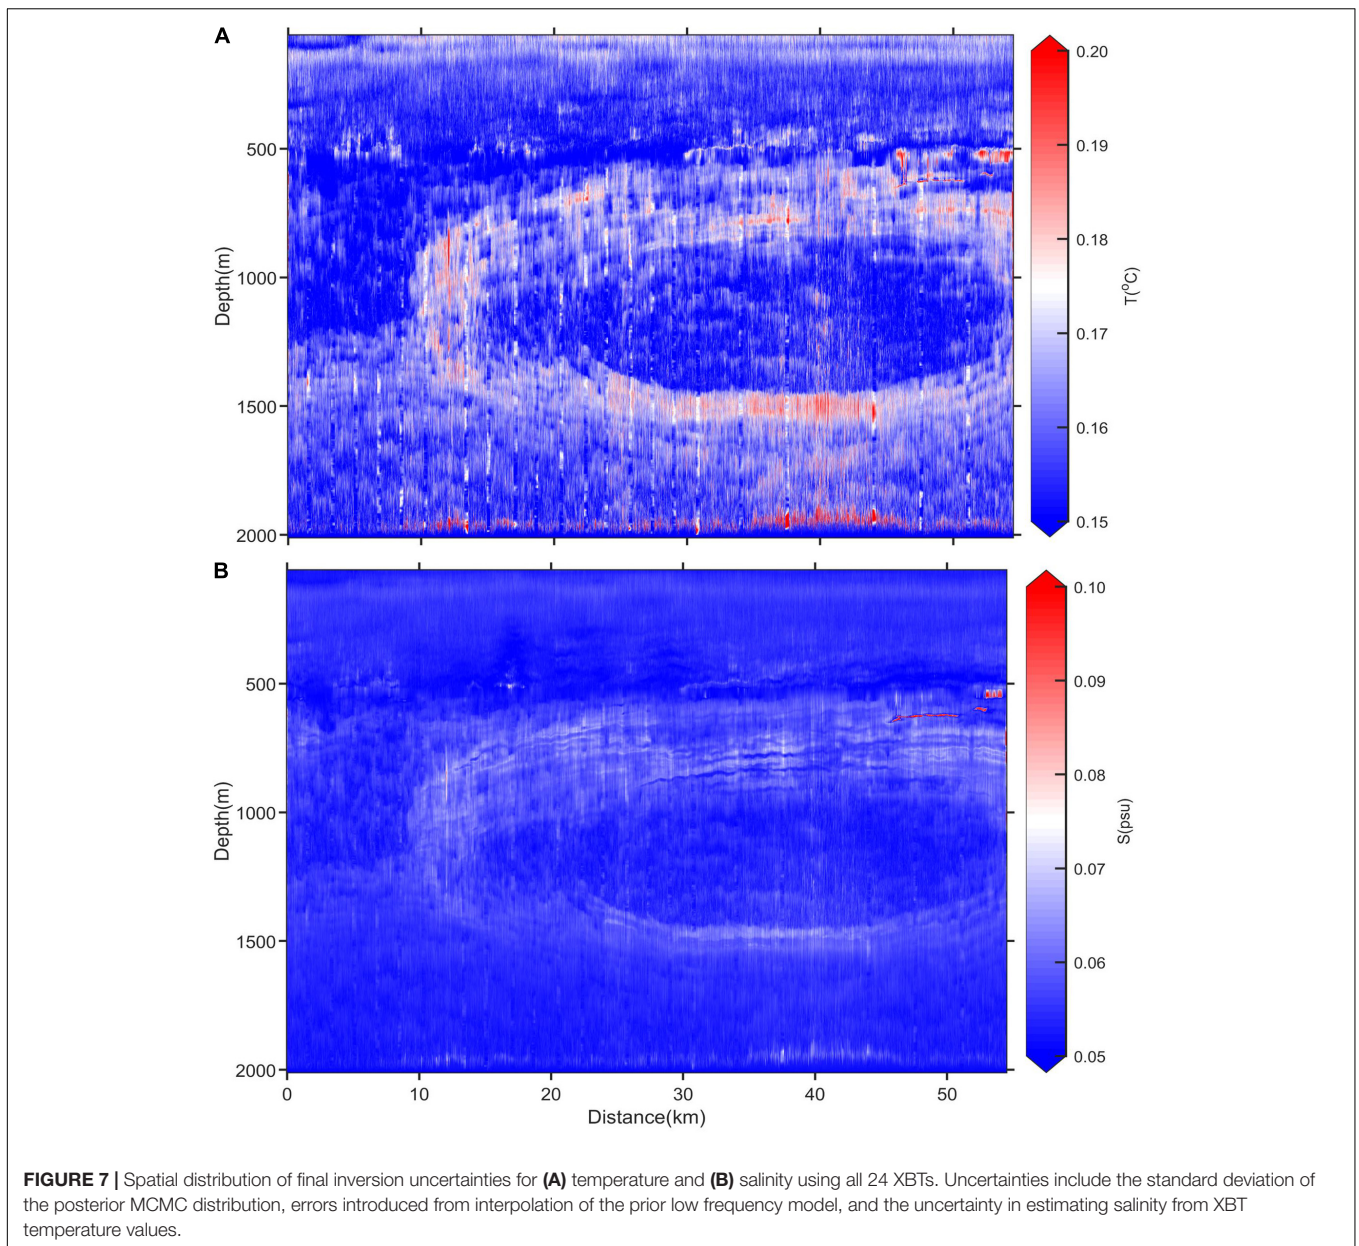 A
500
1000
1500
2000
Depth(m)
0.20
0.19
0.18
0.17
0.16
0.15
T(°C)
B
500
1000
1500
2000
Depth(m)
0 10 20 30 40 50
Distance(km)
0.10
0.09
0.08
0.07
0.06
0.05
S(psu)
FIGURE 7 | Spatial distribution of final inversion uncertainties for (A) temperature and (B) salinity using all 24 XBTs. Uncertainties include the standard deviation of
the posterior MCMC distribution, errors introduced from interpolation of the prior low frequency model, and the uncertainty in estimating salinity from XBT
temperature values.